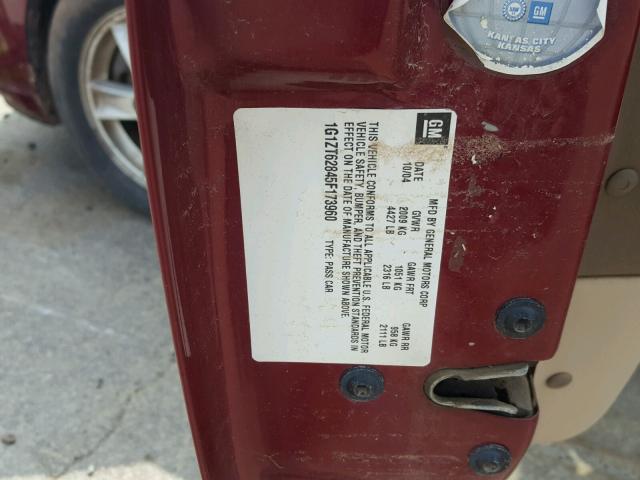 GM
KANSAS CITY
KANSAS
GM
MFD BY GENERAL MOTORS CORP
DATE GVWR GAWR FRT GAWR RR
10/04 2009 KG 1051 KG 958 KG
4427 LB 2316 LB 2111 LB
THIS VEHICLE CONFORMS TO ALL APPLICABLE U.S. FEDERAL MOTOR
VEHICLE SAFETY, BUMPER, AND THEFT PREVENTION STANDARDS IN
EFFECT ON THE DATE OF MANUFACTURE SHOWN ABOVE.
1G1ZT62845F173960 TYPE: PASS CAR